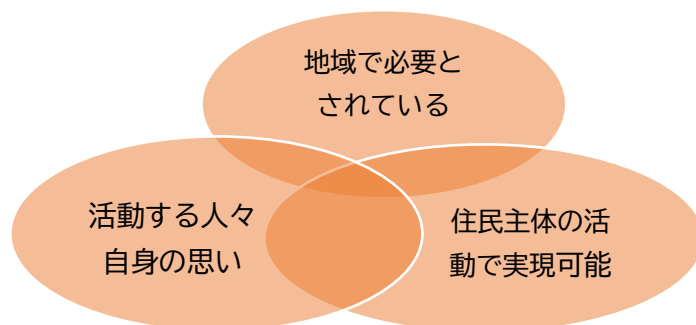 地域で必要と
されている
活動する人々
自身の思い
住民主体の活
動で実現可能